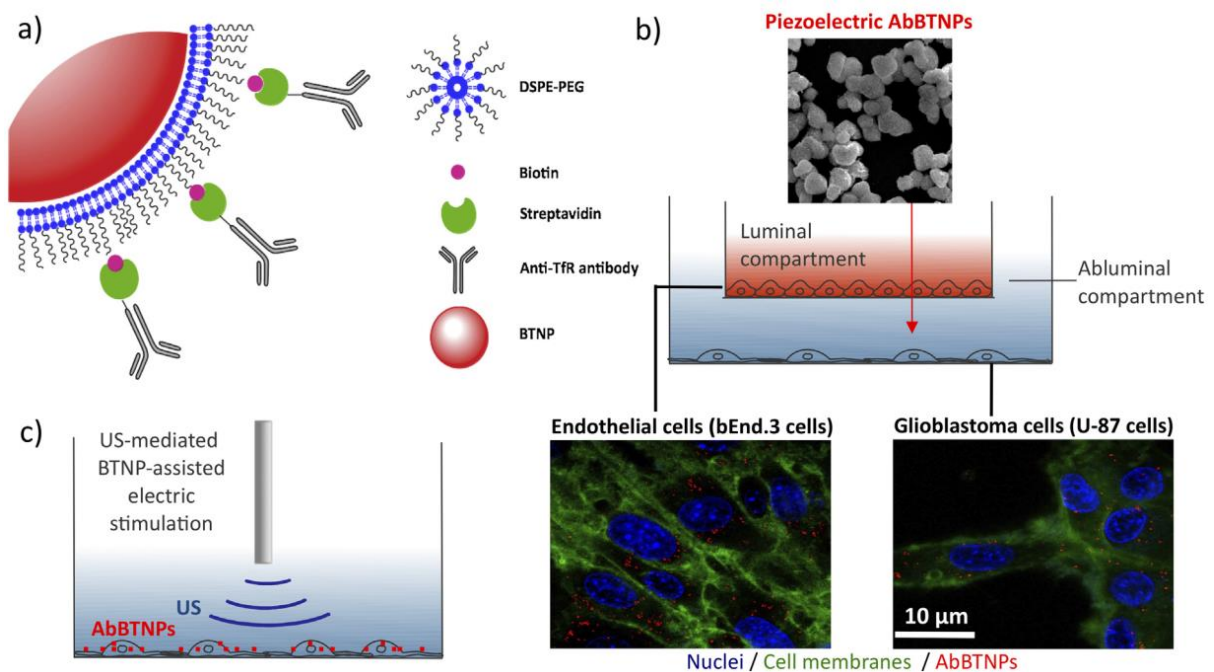 a)
DSPE-PEG
Biotin
Streptavidin
Anti-TfR antibody
BTNP
b)
Piezoelectric AbBTNPs
Luminal
compartment
Abluminal
compartment
Endothelial cells (bEnd.3 cells)
Glioblastoma cells (U-87 cells)
10 µm
Nuclei / Cell membranes / AbBTNPs
c)
US-mediated
BTNP-assisted
electric
stimulation
US
AbBTNPs